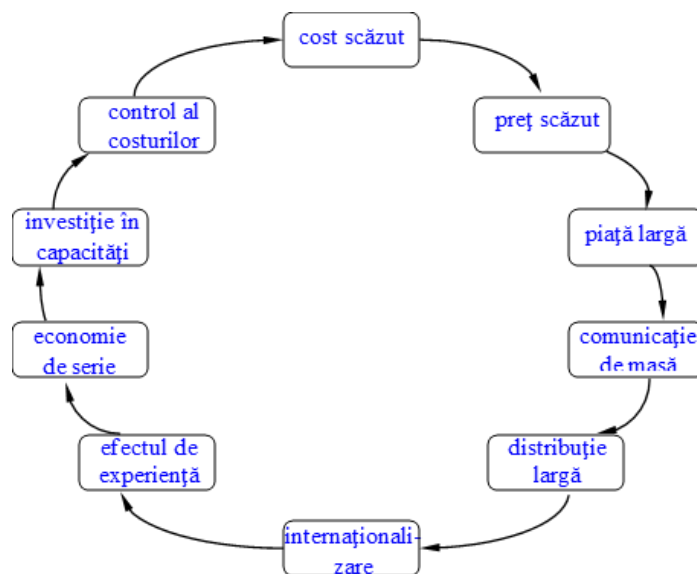 cost scăzut
preţ scăzut
piaţă largă
comunicaţie
de masă
distribuţie
largă
internaţionali-
zare
efectul de
experienţă
economie
de serie
investiţie în
capacităţi
control al
costurilor